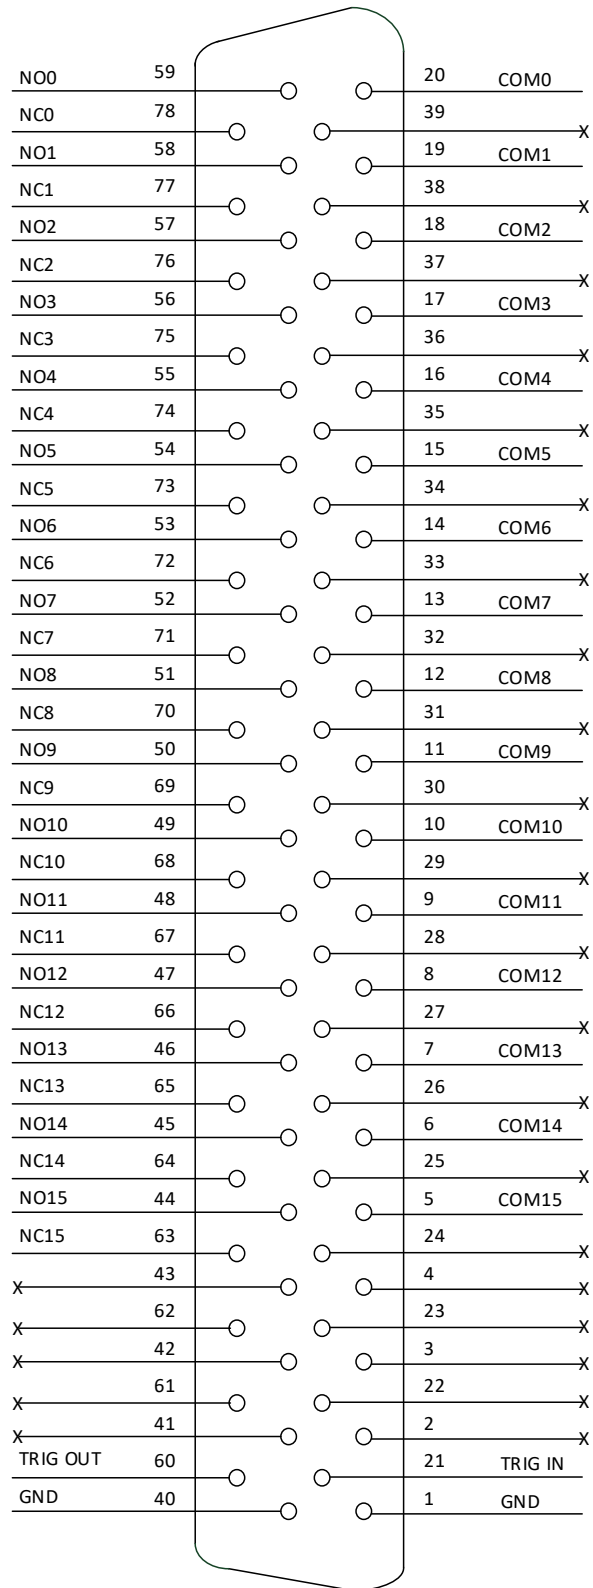 NO0 59 20 COM0
NC0 78 39 X
NO1 58 19 COM1
NC1 77 38 X
NO2 57 18 COM2
NC2 76 37 X
NO3 56 17 COM3
NC3 75 36 X
NO4 55 16 COM4
NC4 74 35 X
NO5 54 15 COM5
NC5 73 34 X
NO6 53 14 COM6
NC6 72 33 X
NO7 52 13 COM7
NC7 71 32 X
NO8 51 12 COM8
NC8 70 31 X
NO9 50 11 COM9
NC9 69 30 X
NO10 49 10 COM10
NC10 68 29 X
NO11 48 9 COM11
NC11 67 28 X
NO12 47 8 COM12
NC12 66 27 X
NO13 46 7 COM13
NC13 65 26 X
NO14 45 6 COM14
NC14 64 25 X
NO15 44 5 COM15
NC15 63 24 X
X 43 4 X
X 62 23 X
X 42 3 X
X 61 22 X
X 41 2 X
TRIG OUT 60 21 TRIG IN
GND 40 1 GND